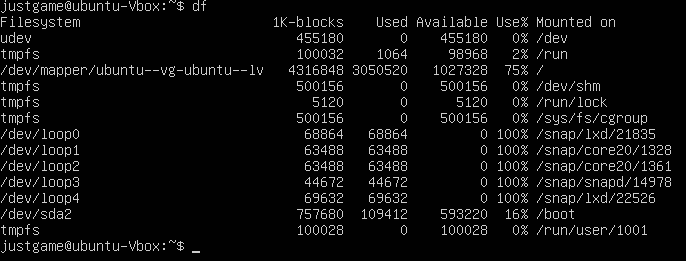 justgame@ubuntu-Vbox:~$ df
Filesystem                        1K-blocks    Used Available Use% Mounted on
udev                                 455180       0    455180   0% /dev
tmpfs                                100032    1064     98968   2% /run
/dev/mapper/ubuntu--vg-ubuntu--lv   4316848 3050520   1027328  75% /
tmpfs                                500156       0    500156   0% /dev/shm
tmpfs                                  5120       0      5120   0% /run/lock
tmpfs                                500156       0    500156   0% /sys/fs/cgroup
/dev/loop0                            68864   68864         0 100% /snap/lxd/21835
/dev/loop1                            63488   63488         0 100% /snap/core20/1328
/dev/loop2                            63488   63488         0 100% /snap/core20/1361
/dev/loop3                            44672   44672         0 100% /snap/snapd/14978
/dev/loop4                            69632   69632         0 100% /snap/lxd/22526
/dev/sda2                            757680  109412    593220  16% /boot
tmpfs                                100028       0    100028   0% /run/user/1001
justgame@ubuntu-Vbox:~$ _